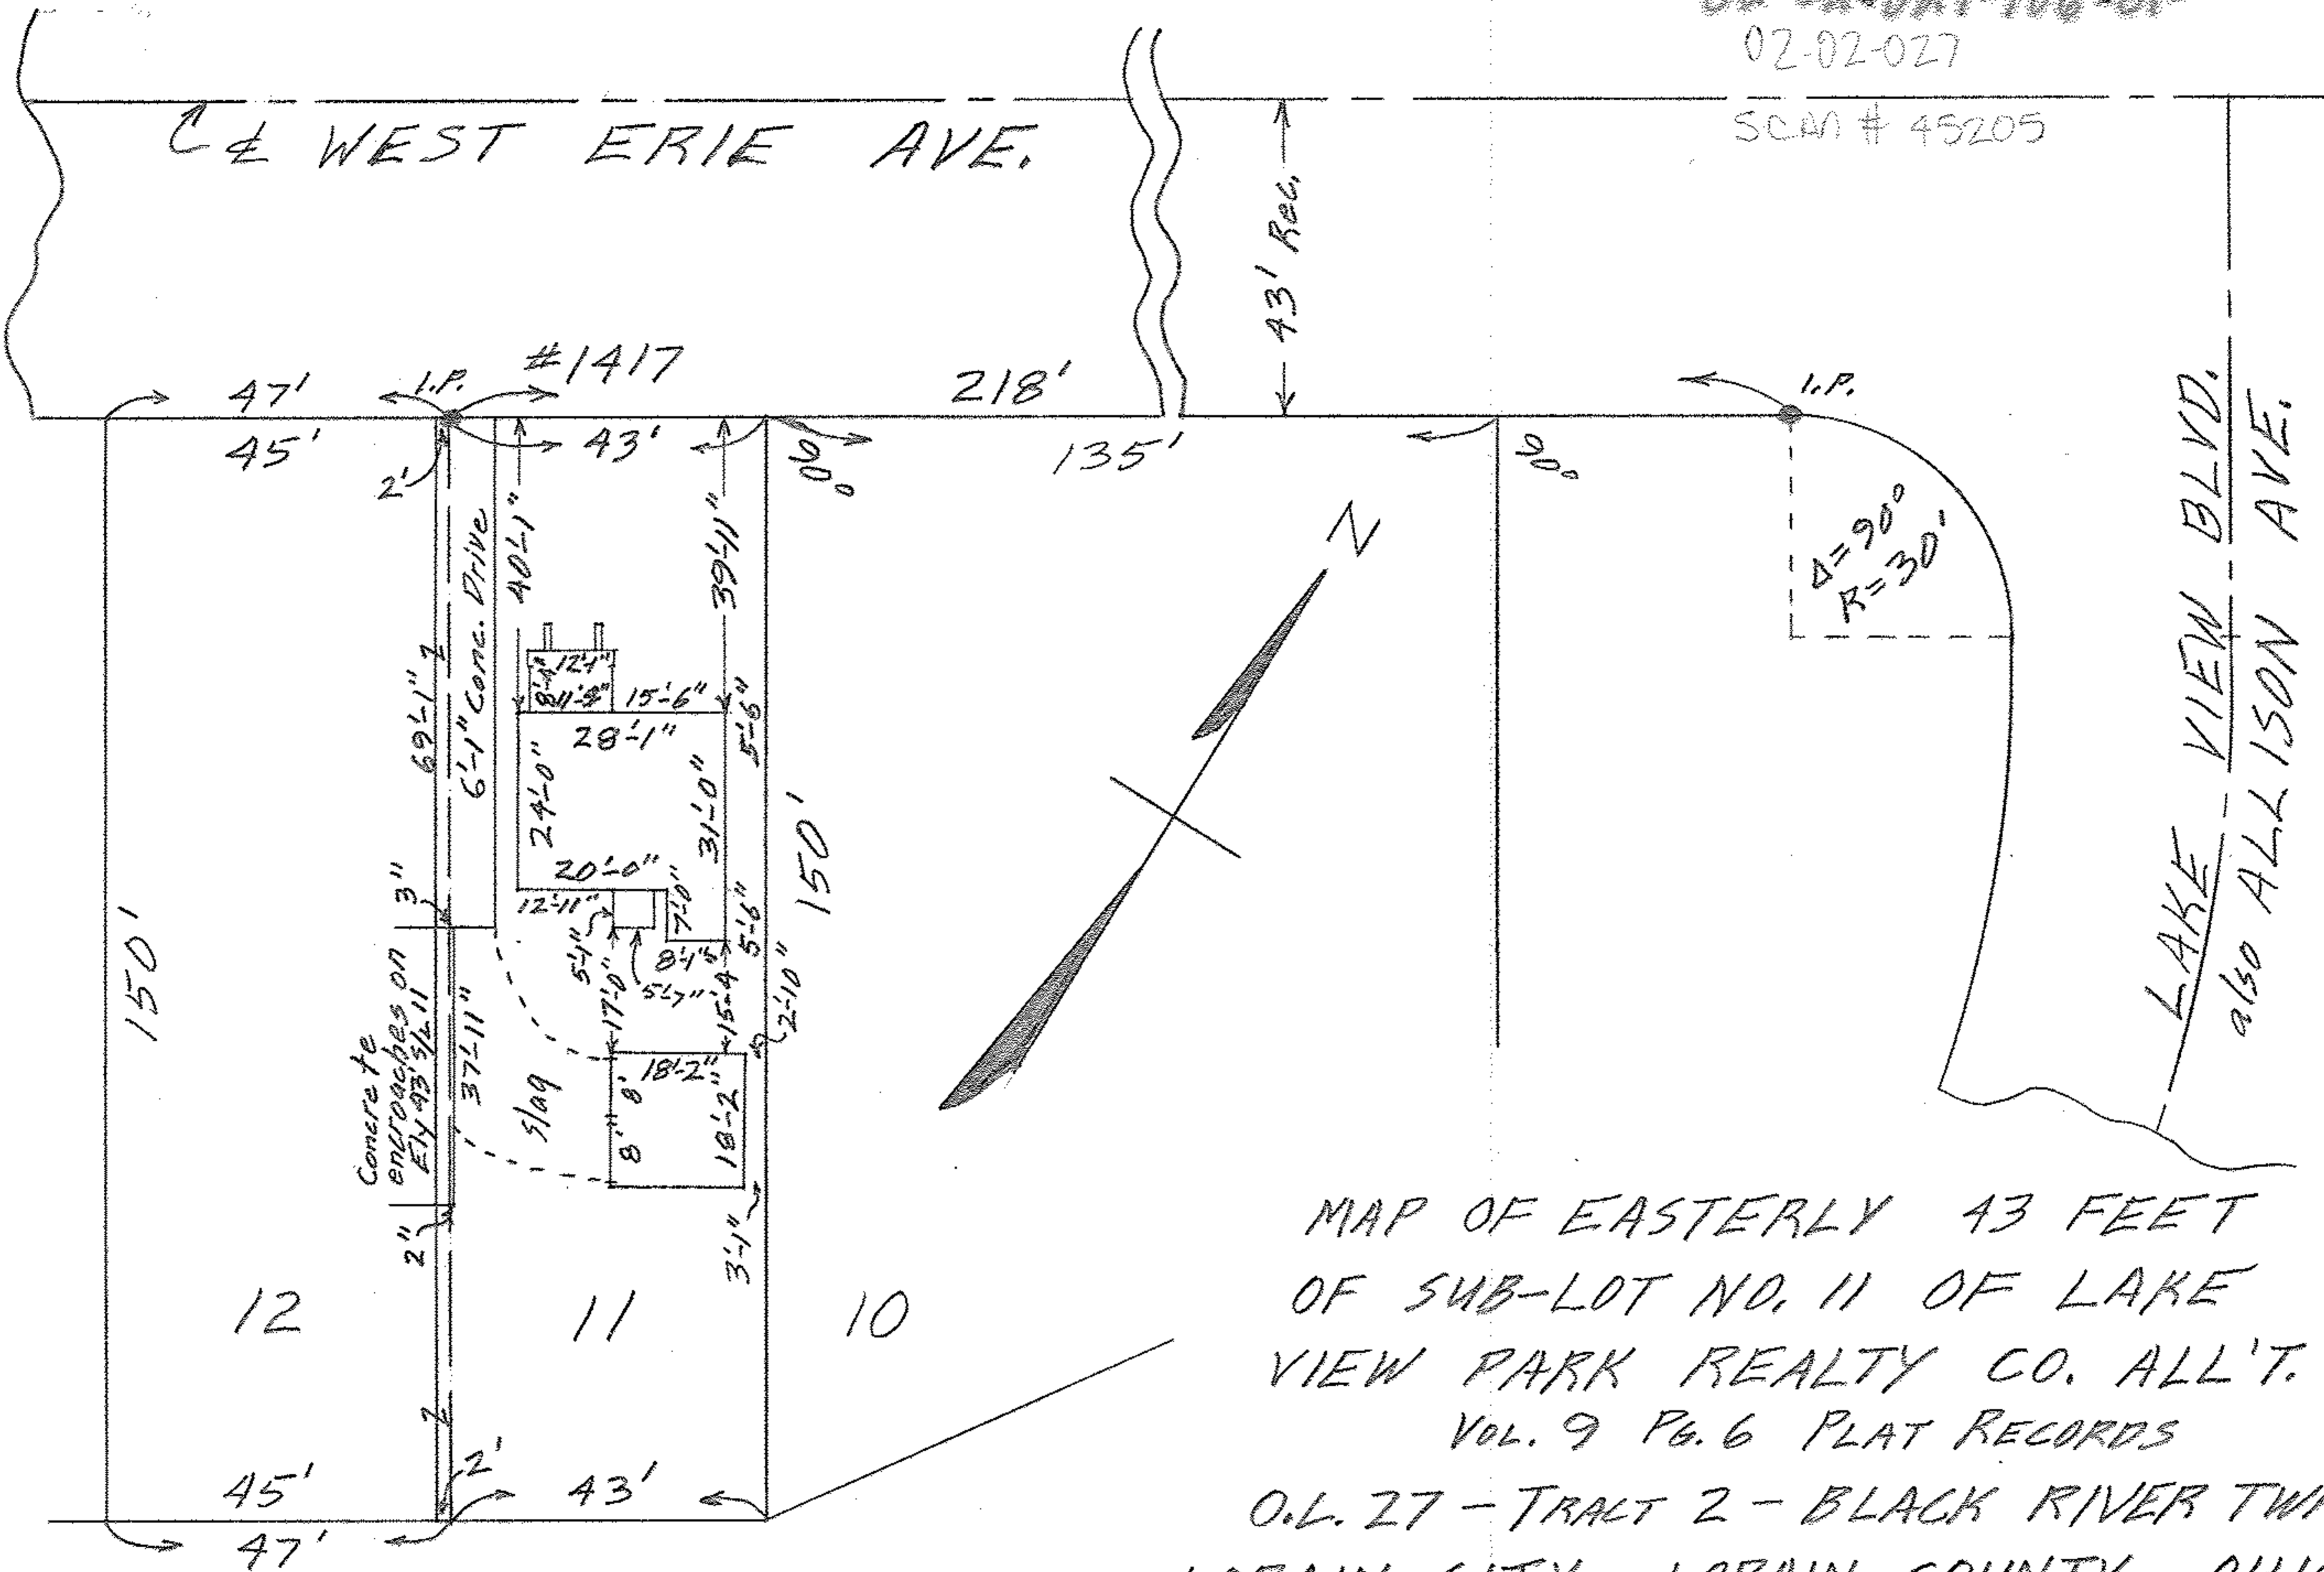 02-02-027
SCAN # 45205
C℄ WEST ERIE AVE.
43' Rec.
#1417
47'
I.P.
218'
I.P.
45'
2'
43'
90°
135'
90°
Δ=90°
R=30'
LAKE VIEW BLVD.
also ALLISON AVE.
N
6'-1" Conc. Drive
40'-1"
39'-11"
69'-1"
12'-1"
8'-4"
15'-6"
28'-1"
5'-6"
24'-0"
31'-0"
150'
150'
20'-0"
12'-11"
7'-0"
5'-6"
3"
5'-1"
8'-1"
5'-7"
17'-0"
15'-4
2'-10"
Concrete
encroaches on
Ely 43' S/L 11
37'-11"
slag
18'-2"
8'
8'
18'-2"
2"
3'-1"
12
11
10
45'
2'
43'
47'
MAP OF EASTERLY 43 FEET
OF SUB-LOT NO. 11 OF LAKE
VIEW PARK REALTY CO. ALL'T.
VOL. 9 PG. 6 PLAT RECORDS
O.L. 27 - TRACT 2 - BLACK RIVER